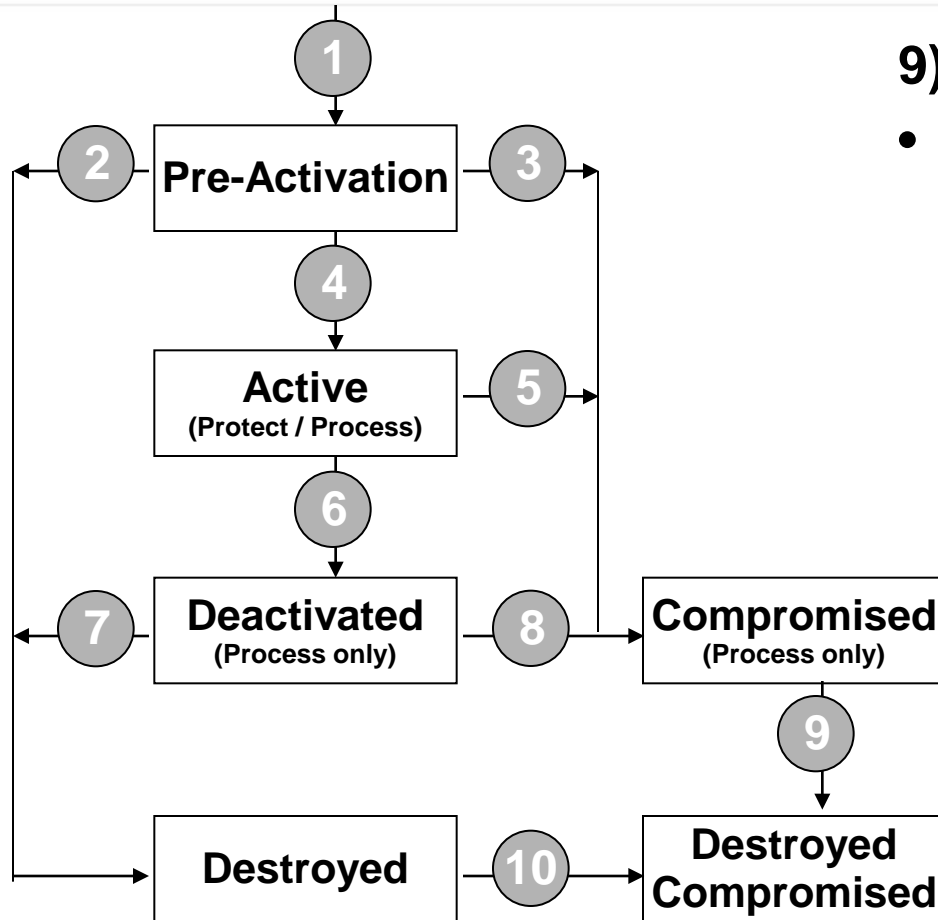 1
9)
•
2
Pre-Activation
3
4
Active
(Protect / Process)
5
6
7
Deactivated
(Process only)
8
Compromised
(Process only)
9
Destroyed
10
Destroyed
Compromised